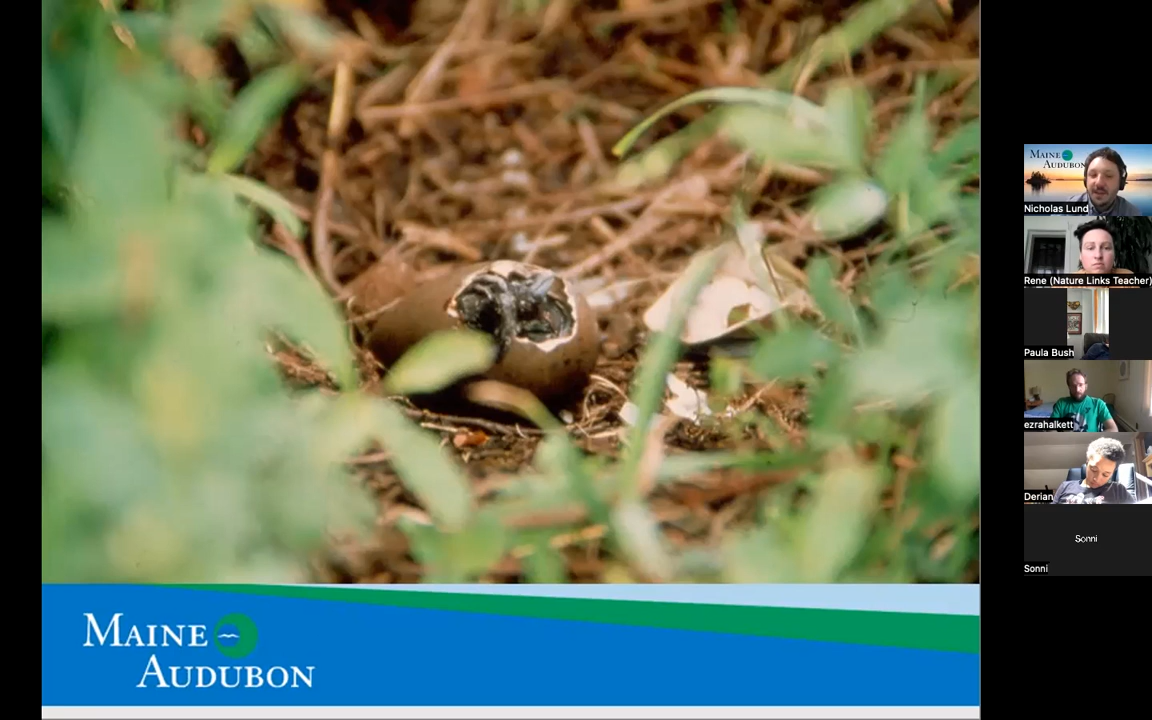 MAINE
AUDUBON
MAINE
AUDUBON
Nicholas Lund
Rene (Nature Links Teacher)
Paula Bush
ezrahalkett
Derian
Sonni
Sonni